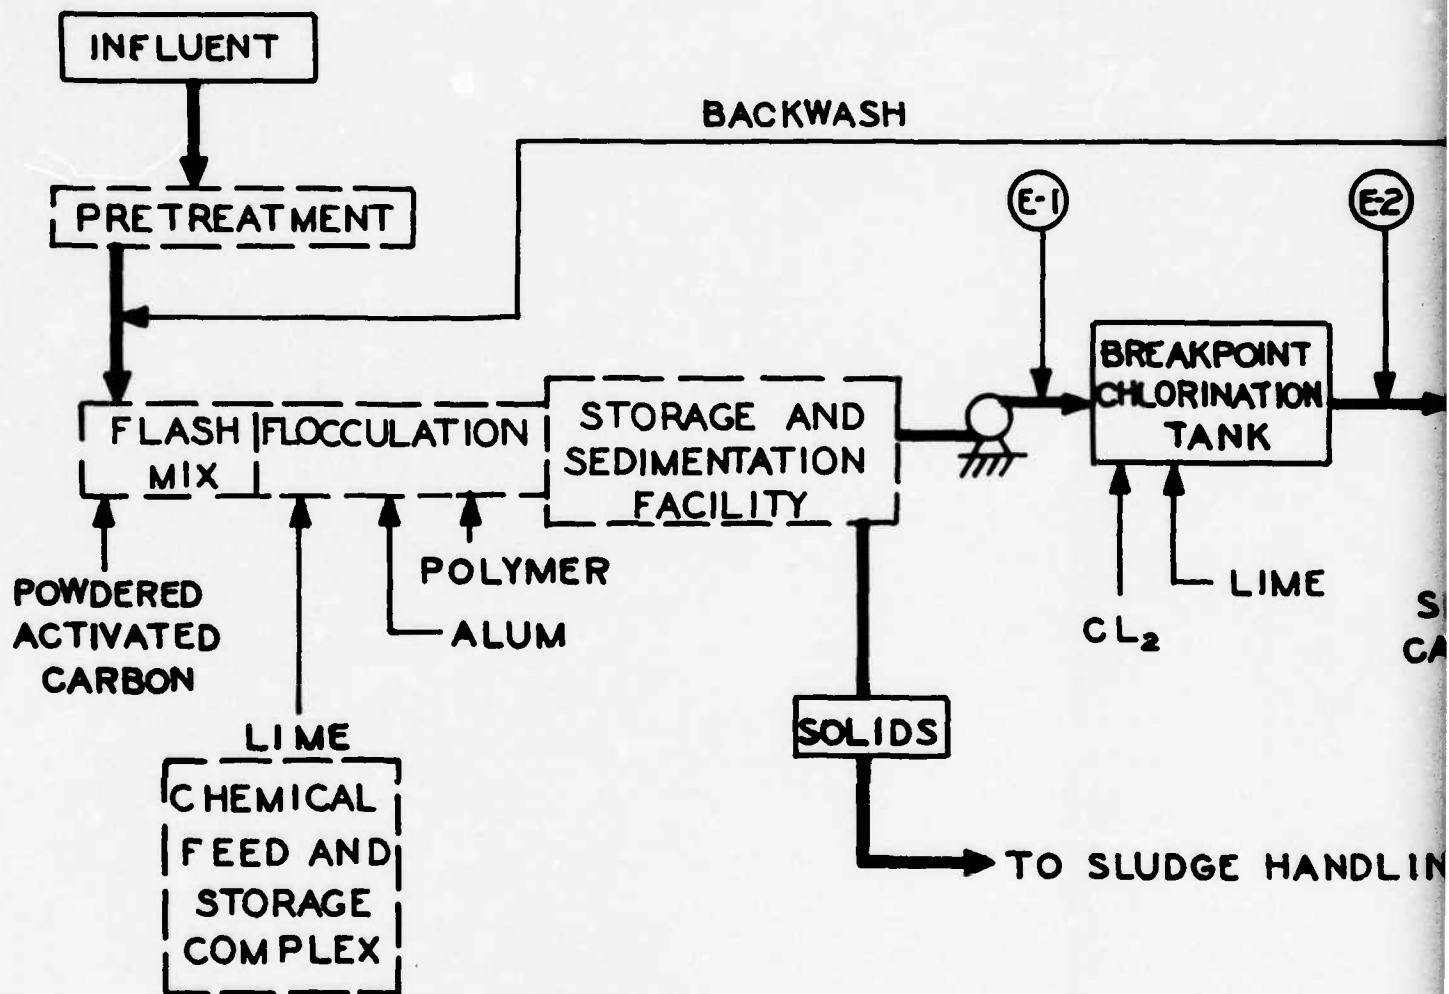 INFLUENT
BACKWASH
PRETREATMENT
E-1
E-2
FLASH
MIX
FLOCCULATION
STORAGE AND
SEDIMENTATION
FACILITY
BREAKPOINT
CHLORINATION
TANK
POWDERED
ACTIVATED
CARBON
POLYMER
ALUM
LIME
CL₂
LIME
SOLIDS
CHEMICAL
FEED AND
STORAGE
COMPLEX
TO SLUDGE HANDLIN